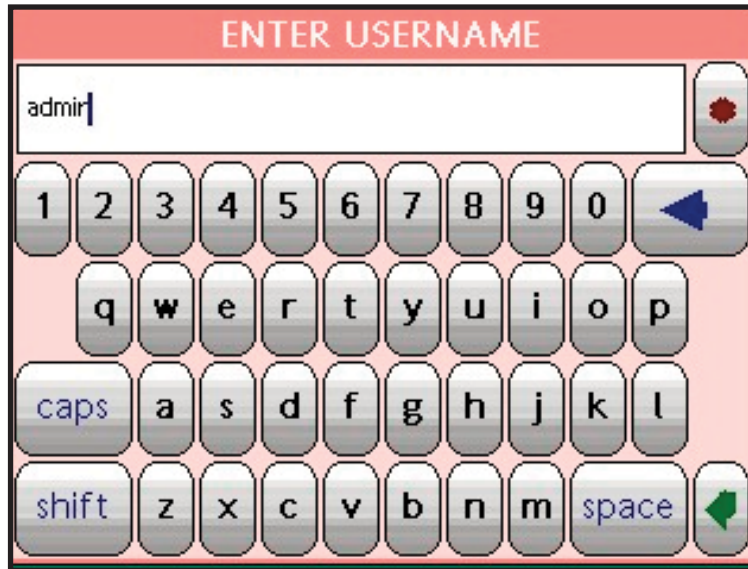 ENTER USERNAME
admin
1 2 3 4 5 6 7 8 9 0
q w e r t y u i o p
caps a s d f g h j k l
shift z x c v b n m space